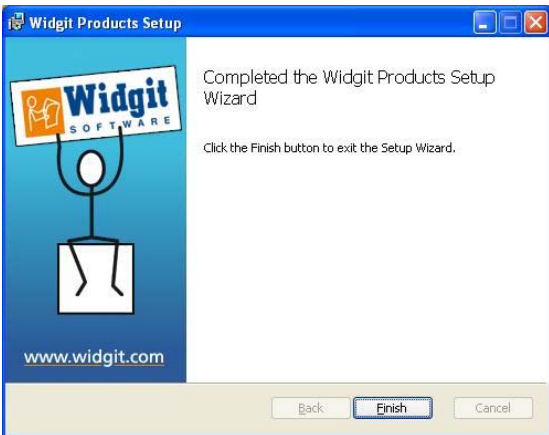 Widgit Products Setup
Widgit
SOFTWARE
Completed the Widgit Products Setup
Wizard
Click the Finish button to exit the Setup Wizard.
www.widgit.com
Back
Finish
Cancel